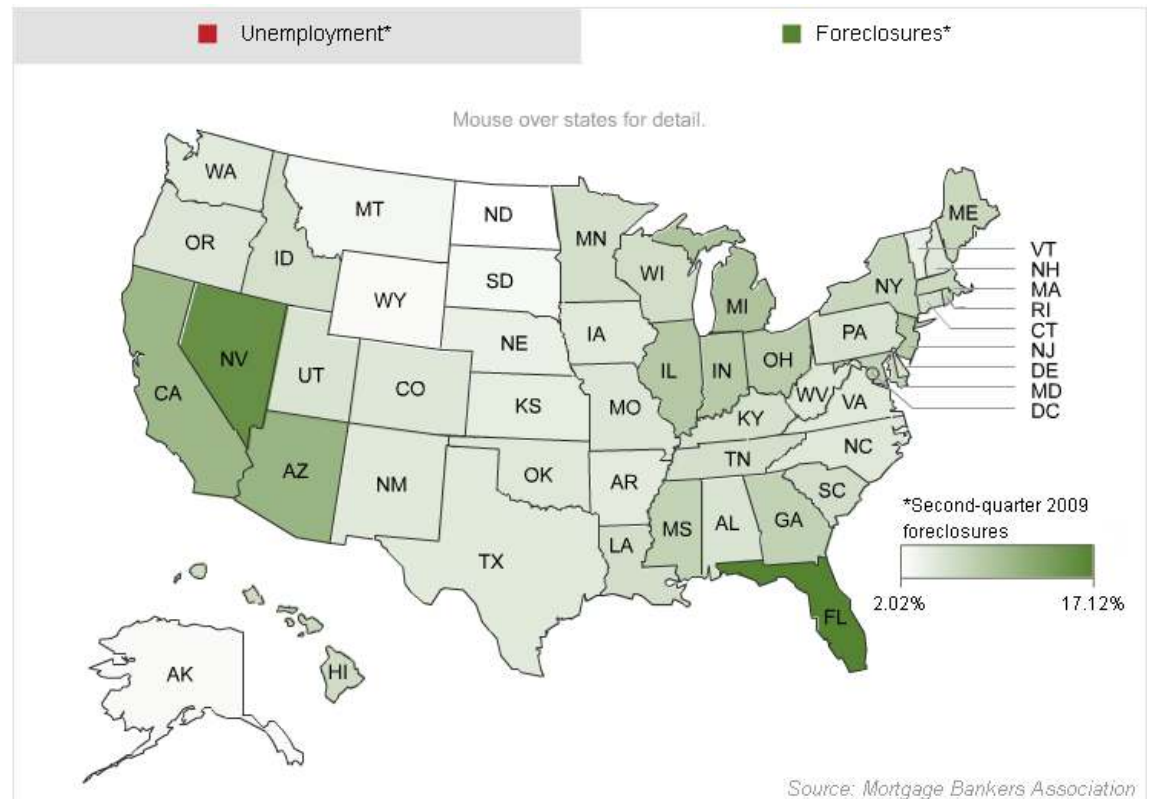 Unemployment*
Foreclosures*
Mouse over states for detail.
WA
MT
ND
MN
ME
OR
ID
SD
WI
NY
VT
NH
MA
RI
CT
NJ
DE
MD
DC
WY
MI
IA
PA
NE
NV
UT
CO
IL
IN
OH
CA
KS
MO
WV
VA
KY
NC
TN
AZ
NM
OK
AR
SC
MS
AL
GA
LA
TX
*Second-quarter 2009
foreclosures
2.02%
17.12%
FL
AK
HI
Source: Mortgage Bankers Association